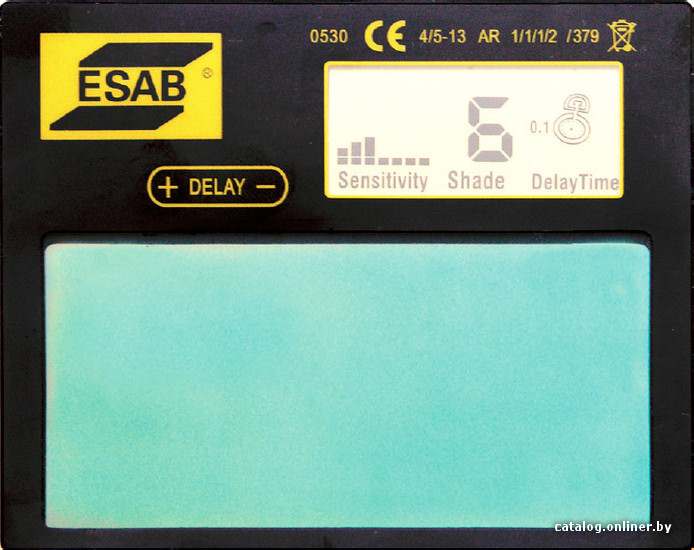 0530 CE 4/5-13 AR 1/1/1/2 /379
ESAB ®
6
0.1
Sensitivity Shade DelayTime
+ DELAY −
catalog.onliner.by